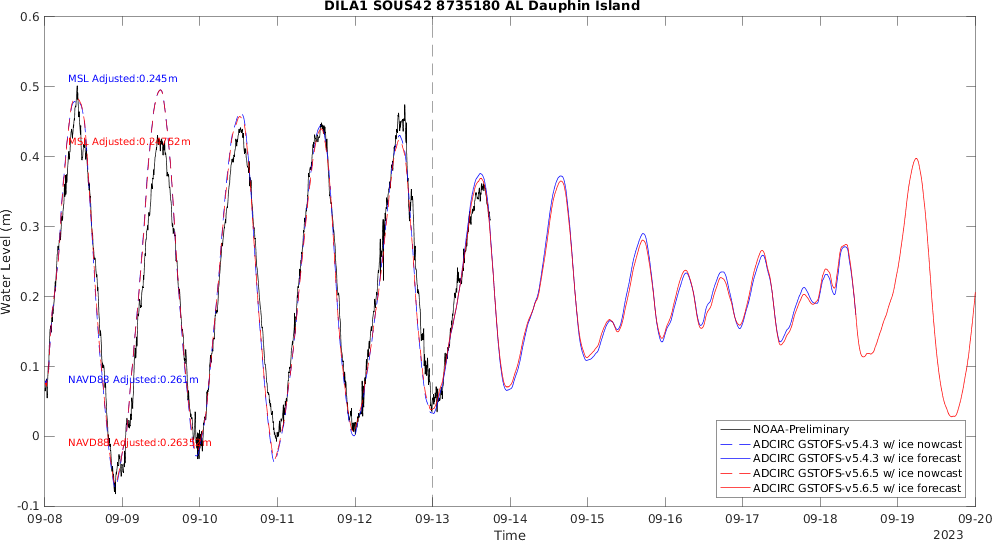 DILA1 SOUS42 8735180 AL Dauphin Island
0.6
0.5
0.4
0.3
0.2
0.1
0
-0.1
Water Level (m)
MSL Adjusted:0.245m
MSL
NAVD88 Adjusted:0.261m
NAVD88 Adjusted:
NOAA-Preliminary
ADCIRC GSTOFS-v5.4.3 w/ ice nowcast
ADCIRC GSTOFS-v5.4.3 w/ ice forecast
ADCIRC GSTOFS-v5.6.5 w/ ice nowcast
ADCIRC GSTOFS-v5.6.5 w/ ice forecast
09-08 09-09 09-10 09-11 09-12 09-13 09-14 09-15 09-16 09-17 09-18 09-19 09-20
Time
2023